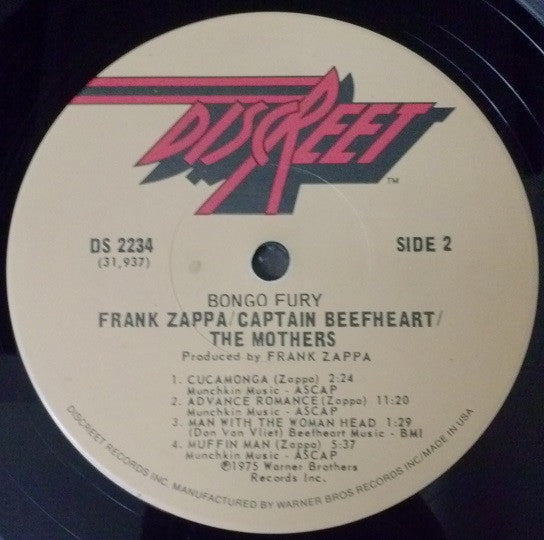 DISCREET
™
DS 2234
(31,937)
SIDE 2
BONGO FURY
FRANK ZAPPA/CAPTAIN BEEFHEART/
THE MOTHERS
Produced by FRANK ZAPPA
1. CUCAMONGA (Zappa) 2:24
Munchkin Music - ASCAP
2. ADVANCE ROMANCE(Zappa) 11:20
Munchkin Music - ASCAP
3. MAN WITH THE WOMAN HEAD 1:29
(Don Van Vliet) Beefheart Music - BMI
4. MUFFIN MAN (Zappa) 5:37
Munchkin Music - ASCAP
℗1975 Warner Brothers
Records Inc.
DISCREET RECORDS INC. MANUFACTURED BY WARNER BROS RECORDS INC/MADE IN USA